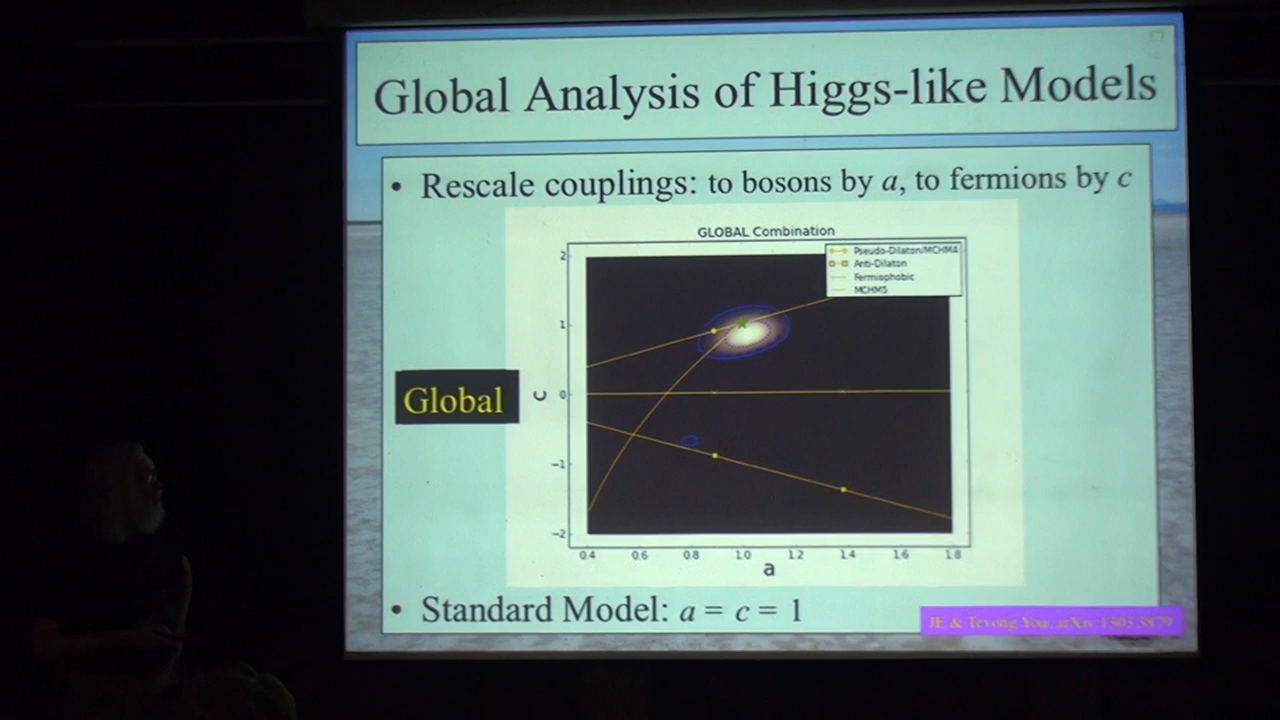 Global Analysis of Higgs-like Models
• Rescale couplings: to bosons by a, to fermions by c
GLOBAL Combination
Pseudo-Dilaton/MCHM4
Anti-Dilaton
Fermiophobic
MCHM5
2
1
0
−1
−2
c
Global
0.4 0.6 0.8 1.0 1.2 1.4 1.6 1.8
a
• Standard Model: a = c = 1
JE & Tevong You, arXiv:1303.3879